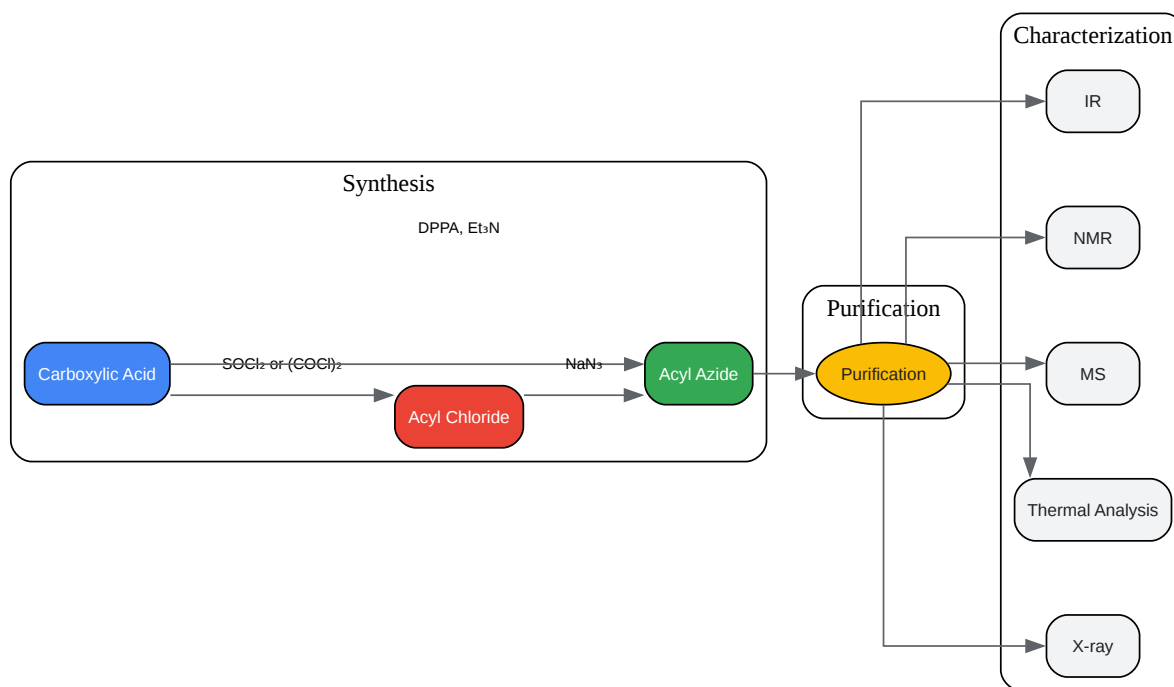 Characterization
IR
Synthesis
DPPA, Et₃N
NMR
Purification
SOCl₂ or (COCl)₂
NaN₃
Carboxylic Acid
Acyl Azide
Purification
MS
Acyl Chloride
Thermal Analysis
X-ray